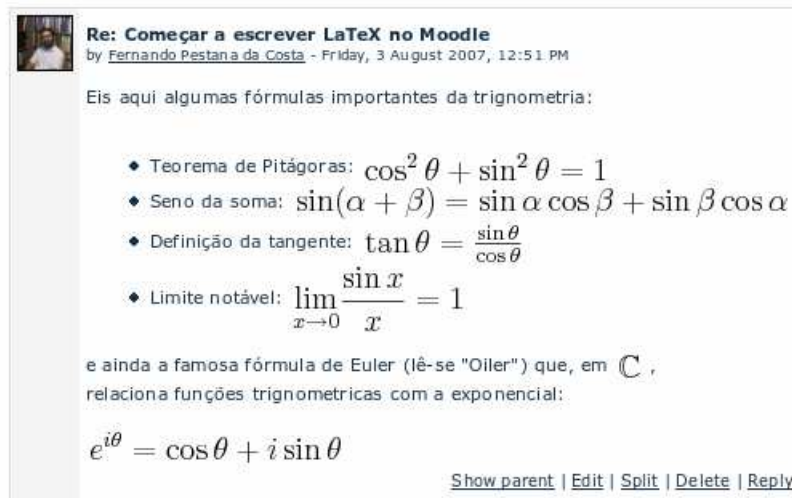 Re: Começar a escrever LaTeX no Moodle
by Fernando Pestana da Costa - Friday, 3 August 2007, 12:51 PM
Eis aqui algumas fórmulas importantes da trignometria:
◆ Teorema de Pitágoras: cos² θ + sin² θ = 1
◆ Seno da soma: sin(α + β) = sin α cos β + sin β cos α
◆ Definição da tangente: tan θ = sin θ / cos θ
◆ Limite notável: lim x→0 sin x / x = 1
e ainda a famosa fórmula de Euler (lê-se "Oiler") que, em ℂ ,
relaciona funções trignometricas com a exponencial:
e^{iθ} = cos θ + i sin θ
Show parent | Edit | Split | Delete | Reply